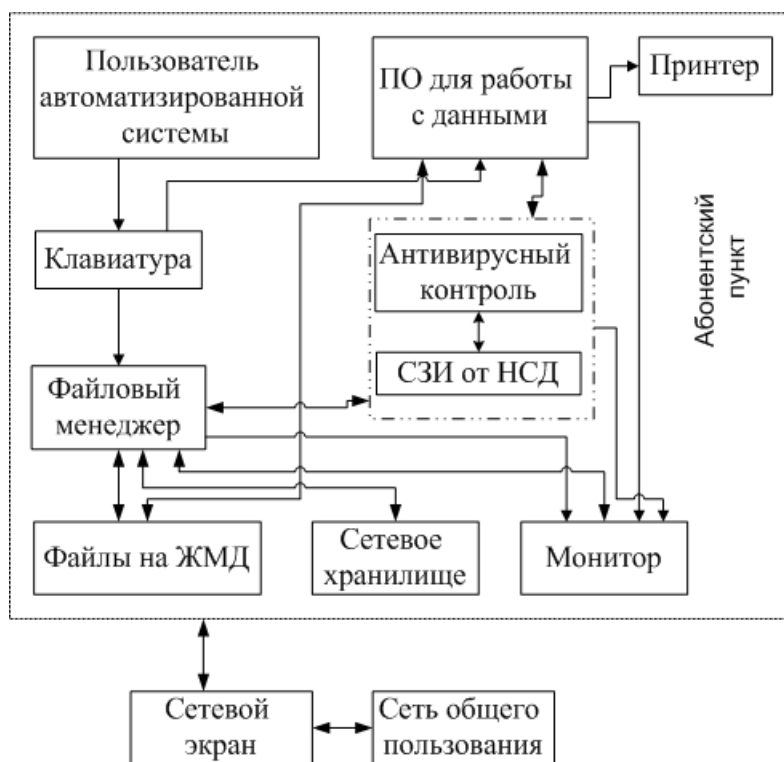 Пользователь
автоматизированной
системы
ПО для работы
с данными
Принтер
Клавиатура
Антивирусный
контроль
СЗИ от НСД
Абонентский
пункт
Файловый
менеджер
Файлы на ЖМД
Сетевое
хранилище
Монитор
Сетевой
экран
Сеть общего
пользования